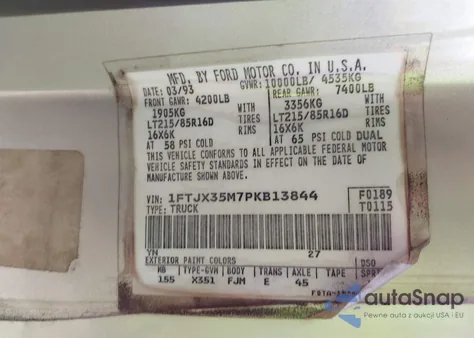 MFD. BY FORD MOTOR CO. IN U.S.A.
DATE: 03/93 GVWR: 10000LB/ 4535KG
FRONT GAWR: 4200LB REAR GAWR: 7400LB
1905KG WITH 3356KG WITH
LT215/85R16D TIRES LT215/85R16D TIRES
16X6K RIMS 16X6K RIMS
AT 58 PSI COLD AT 65 PSI COLD DUAL
THIS VEHICLE CONFORMS TO ALL APPLICABLE FEDERAL MOTOR
VEHICLE SAFETY STANDARDS IN EFFECT ON THE DATE OF
MANUFACTURE SHOWN ABOVE.
VIN: 1FTJX35M7PKB13844 F0189
TYPE: TRUCK T0115
YN 27
EXTERIOR PAINT COLORS DSO
WB TYPE-GVW BODY TRANS AXLE TAPE SPR
155 X351 FJM E 45
autoSnap
Pewne auta z aukcji USA i EU